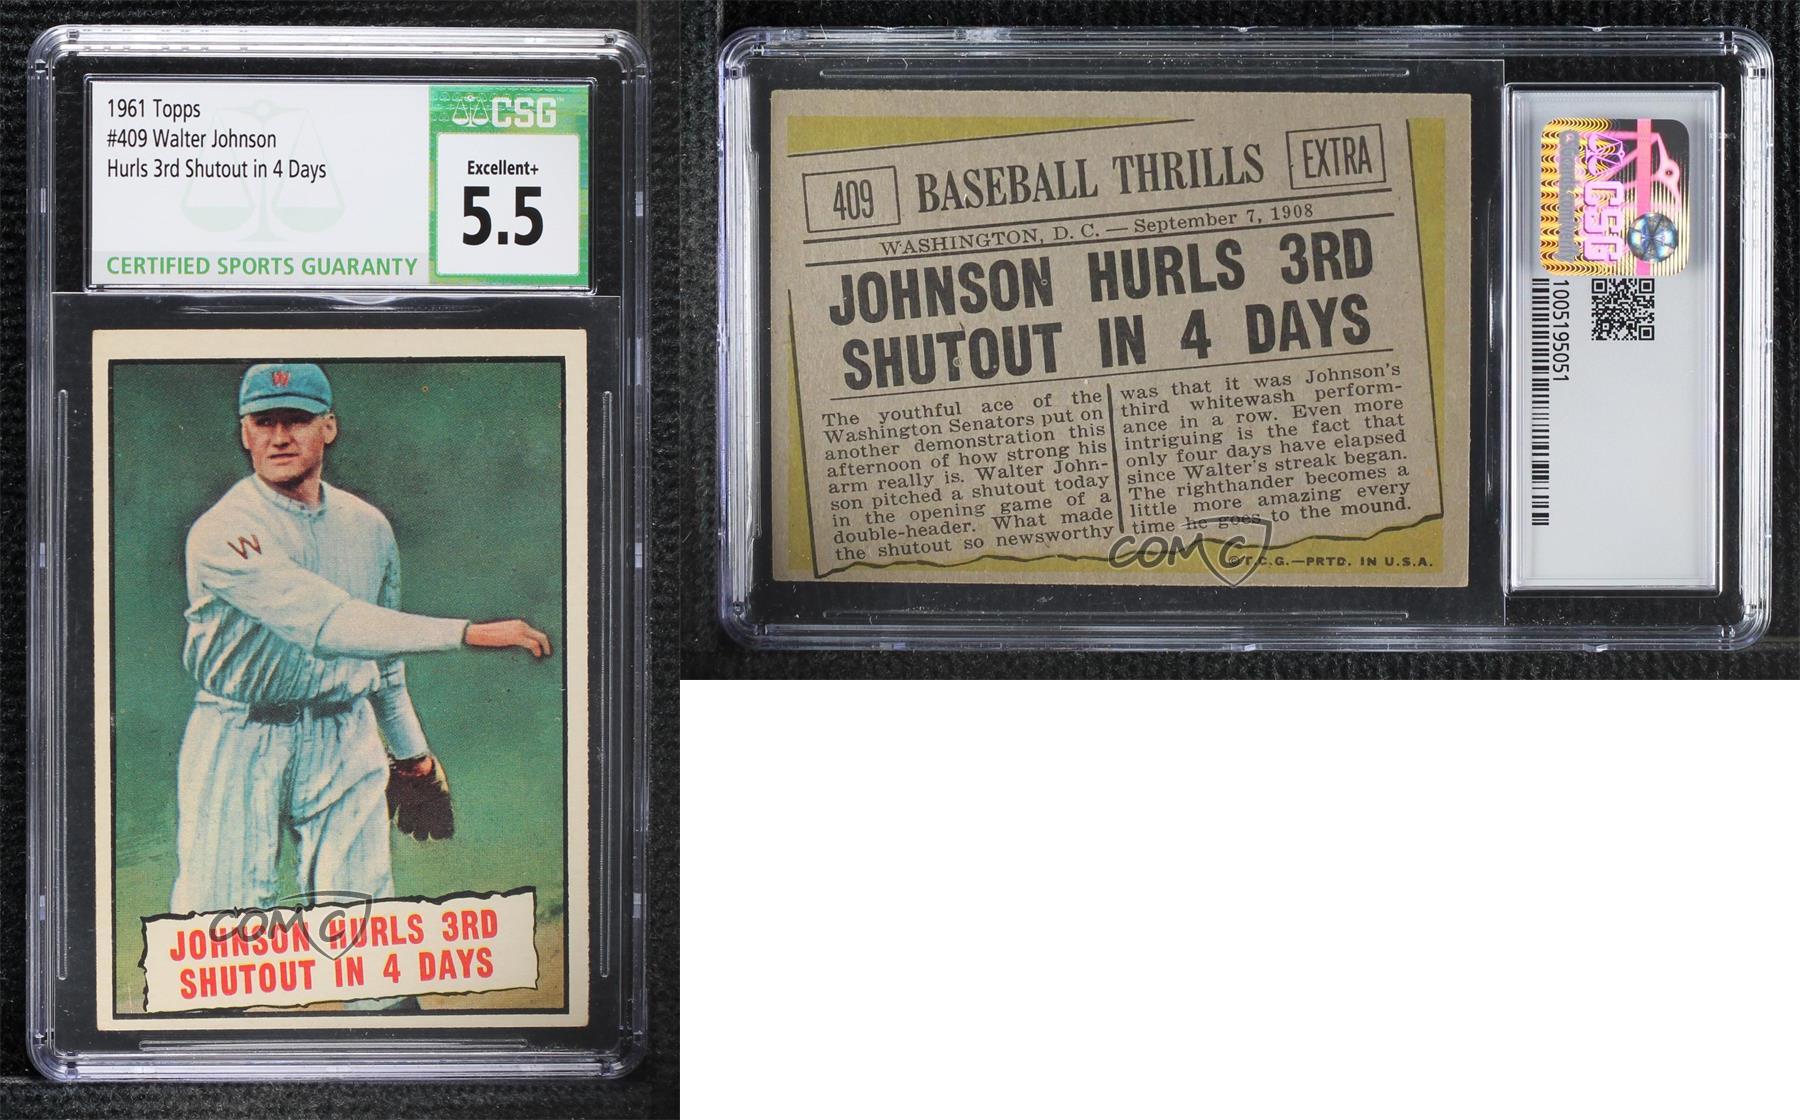 1961 Topps
#409 Walter Johnson
Hurls 3rd Shutout in 4 Days
CERTIFIED SPORTS GUARANTY
CSG
Excellent+
5.5
W
W
JOHNSON HURLS 3RD
SHUTOUT IN 4 DAYS
COMC
409 BASEBALL THRILLS EXTRA
WASHINGTON, D. C. — September 7, 1908
JOHNSON HURLS 3RD
SHUTOUT IN 4 DAYS
The youthful ace of the
Washington Senators put on
another demonstration this
afternoon of how strong his
arm really is. Walter John-
son pitched a shutout today
in the opening game of a
double-header. What made
the shutout so newsworthy
was that it was Johnson's
third whitewash perform-
ance in a row. Even more
intriguing is the fact that
only four days have elapsed
since Walter's streak began.
The righthander becomes a
little more amazing every
time he goes to the mound.
©T.C.G.—PRTD. IN U.S.A.
COMC
CSG
1005195051